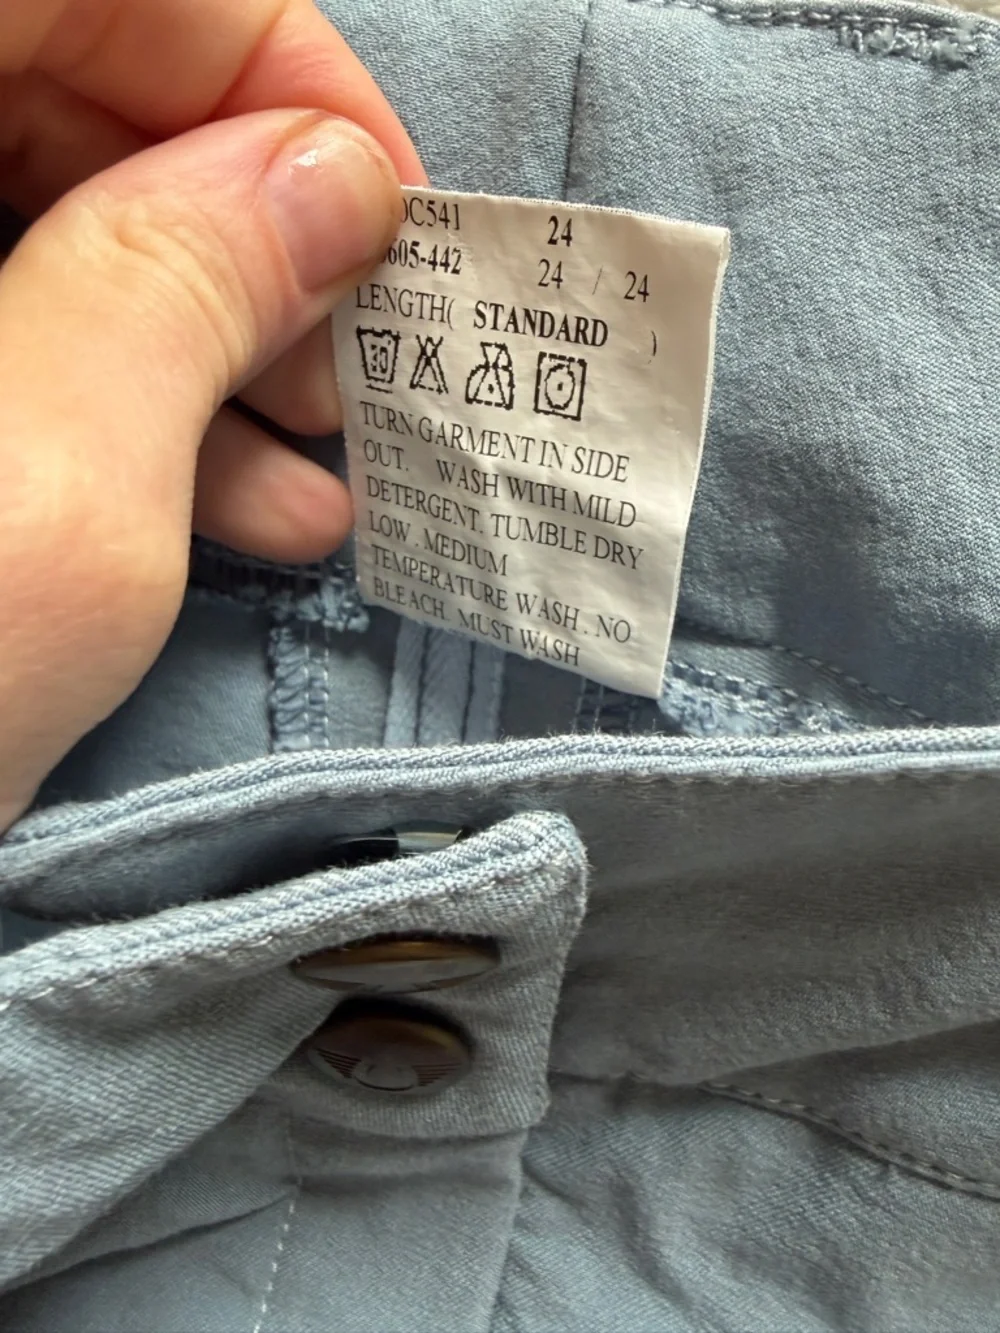 OC541 24
605-442 24 / 24
LENGTH( STANDARD )
30
TURN GARMENT IN SIDE
OUT. WASH WITH MILD
DETERGENT. TUMBLE DRY
LOW . MEDIUM
TEMPERATURE WASH . NO
BLEACH. MUST WASH